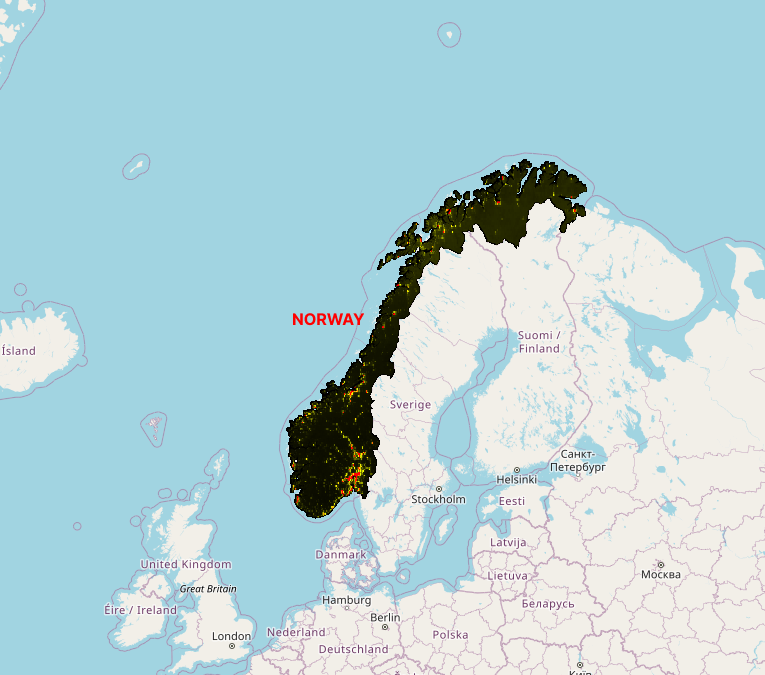 NORWAY
Ísland
Suomi /
Finland
Sverige
Санкт-
Петербург
Helsinki
Stockholm
Eesti
Latvija
Danmark
United Kingdom
Lietuva
Москва
Great Britain
Hamburg
Беларусь
Éire / Ireland
Berlin
London
Nederland
Polska
Deutschland
Київ